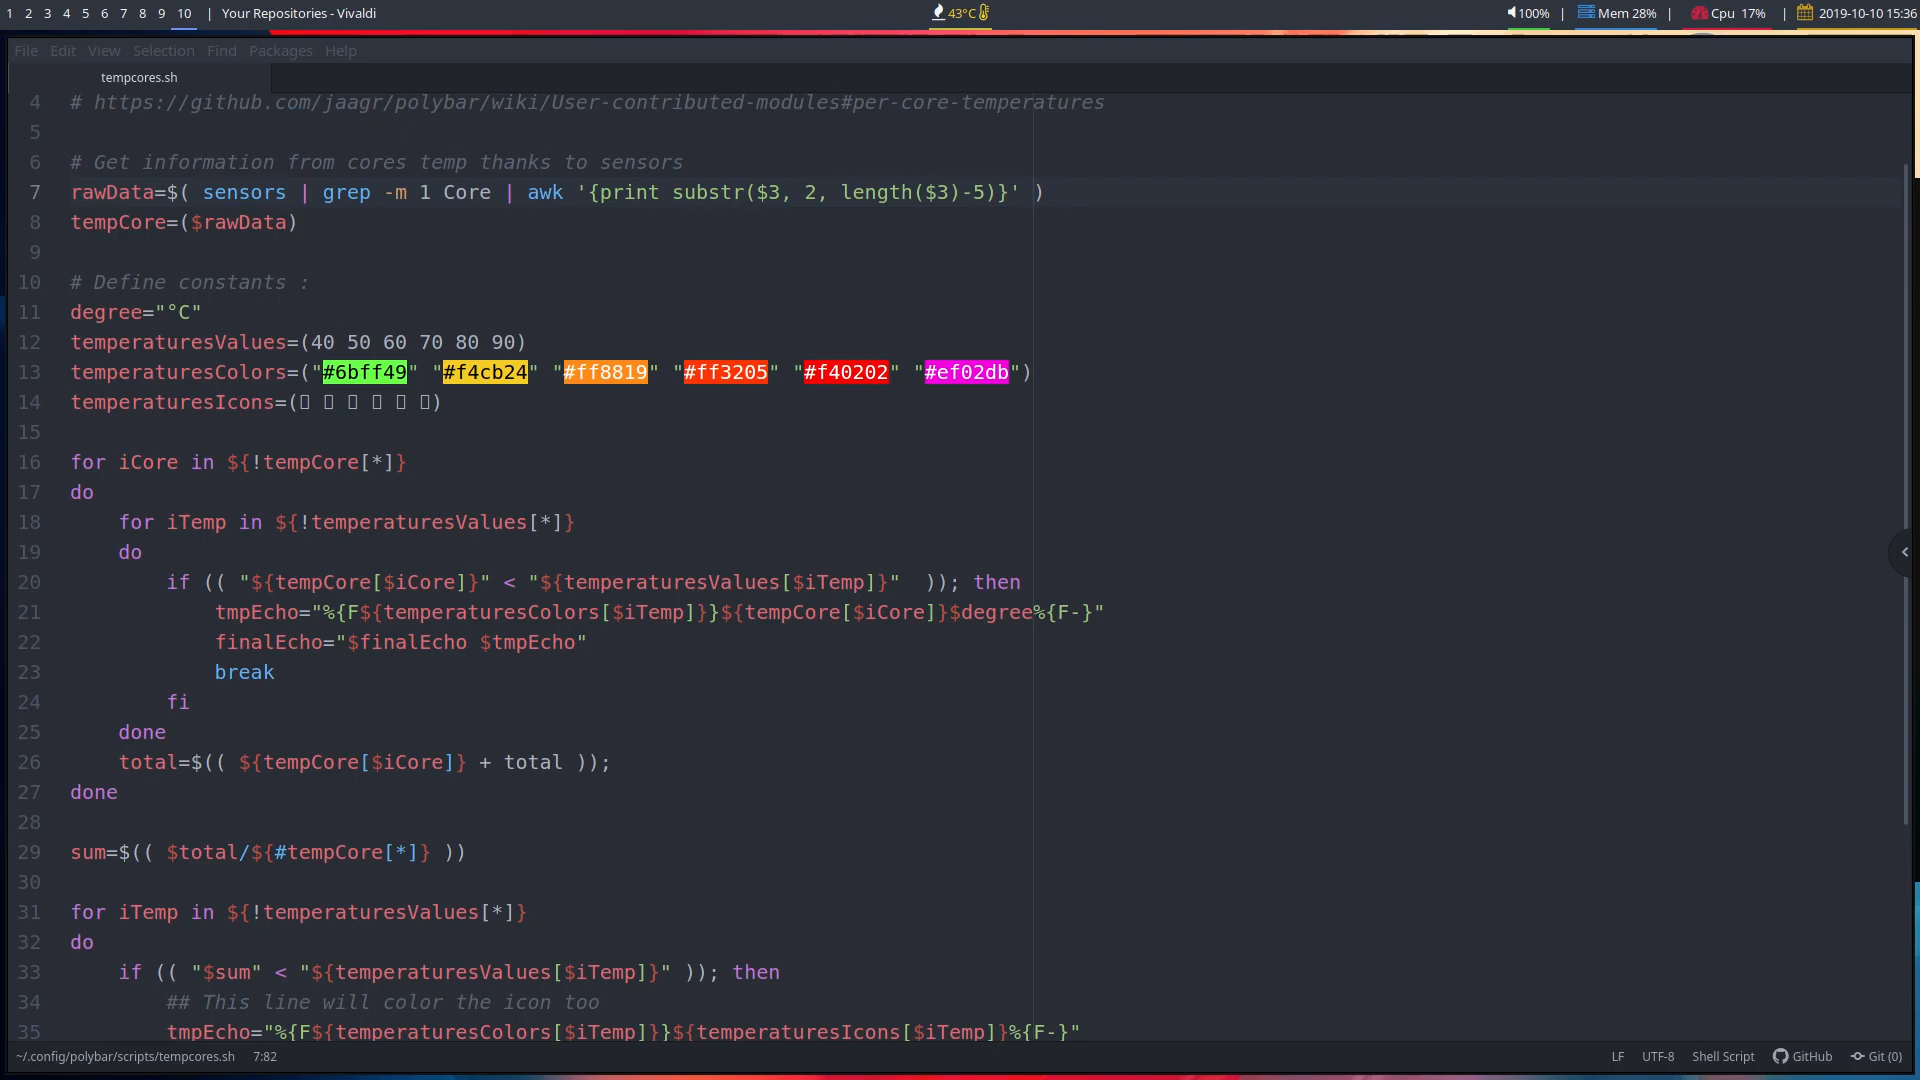 1 2 3 4 5 6 7 8 9 10 | Your Repositories - Vivaldi 43°C 100% | Mem 28% | Cpu 17% | 2019-10-10 15:36
File Edit View Selection Find Packages Help
tempcores.sh
4 # https://github.com/jaagr/polybar/wiki/User-contributed-modules#per-core-temperatures
5
6 # Get information from cores temp thanks to sensors
7 rawData=$( sensors | grep -m 1 Core | awk '{print substr($3, 2, length($3)-5)}' )
8 tempCore=($rawData)
9
10 # Define constants :
11 degree="°C"
12 temperaturesValues=(40 50 60 70 80 90)
13 temperaturesColors=("#6bff49" "#f4cb24" "#ff8819" "#ff3205" "#f40202" "#ef02db")
14 temperaturesIcons=(      )
15
16 for iCore in ${!tempCore[*]}
17 do
18     for iTemp in ${!temperaturesValues[*]}
19     do
20         if (( "${tempCore[$iCore]}" < "${temperaturesValues[$iTemp]}"  )); then
21             tmpEcho="%{F${temperaturesColors[$iTemp]}}${tempCore[$iCore]}$degree%{F-}"
22             finalEcho="$finalEcho $tmpEcho"
23             break
24         fi
25     done
26     total=$(( ${tempCore[$iCore]} + total ));
27 done
28
29 sum=$(( $total/${#tempCore[*]} ))
30
31 for iTemp in ${!temperaturesValues[*]}
32 do
33     if (( "$sum" < "${temperaturesValues[$iTemp]}" )); then
34         ## This line will color the icon too
35         tmpEcho="%{F${temperaturesColors[$iTemp]}}${temperaturesIcons[$iTemp]}%{F-}"
~/.config/polybar/scripts/tempcores.sh 7:82 LF UTF-8 Shell Script GitHub Git (0)